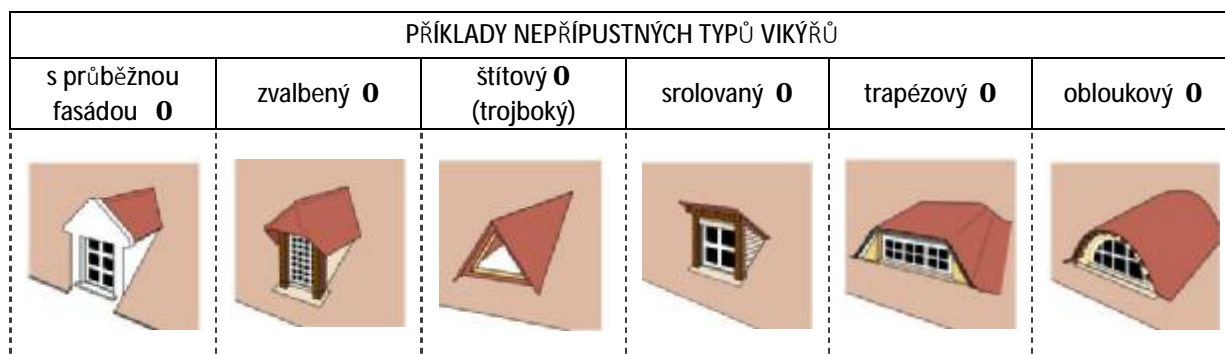 PŘÍKLADY NEPŘÍPUSTNÝCH TYPŮ VIKÝŘŮ
s průběžnou
fasádou 0
zvalbený 0
štítový 0
(trojboký)
srolovaný 0
trapézový 0
obloukový 0